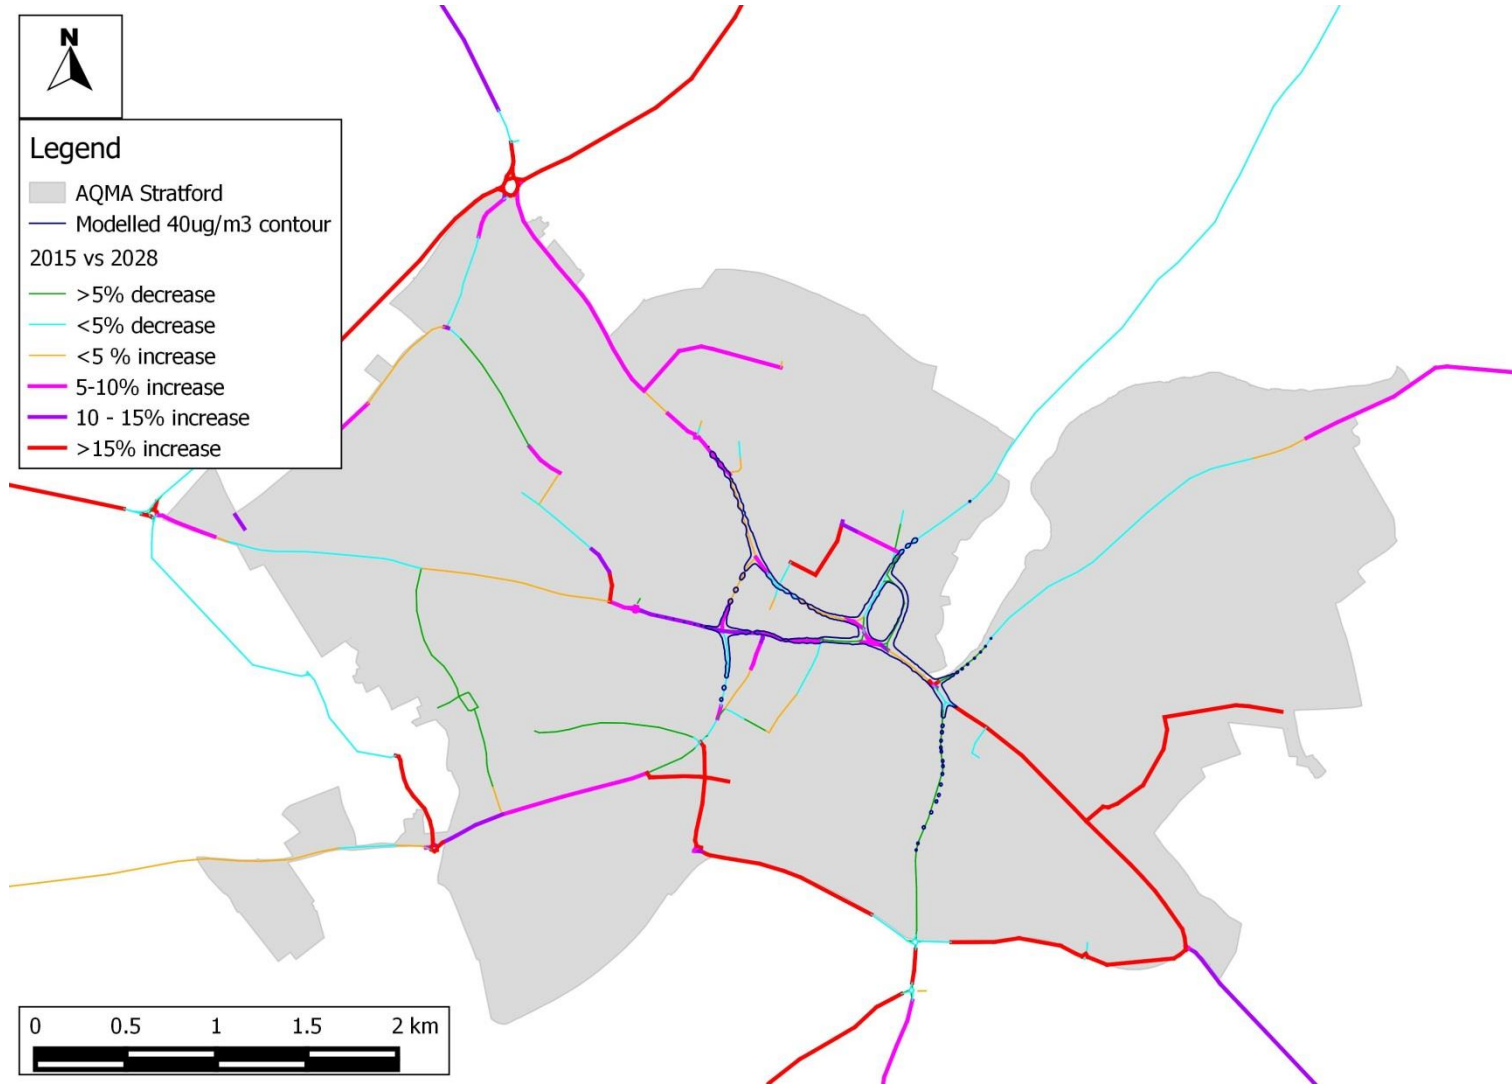 N
Legend
AQMA Stratford
Modelled 40ug/m3 contour
2015 vs 2028
>5% decrease
<5% decrease
<5 % increase
5-10% increase
10 - 15% increase
>15% increase
0 0.5 1 1.5 2 km